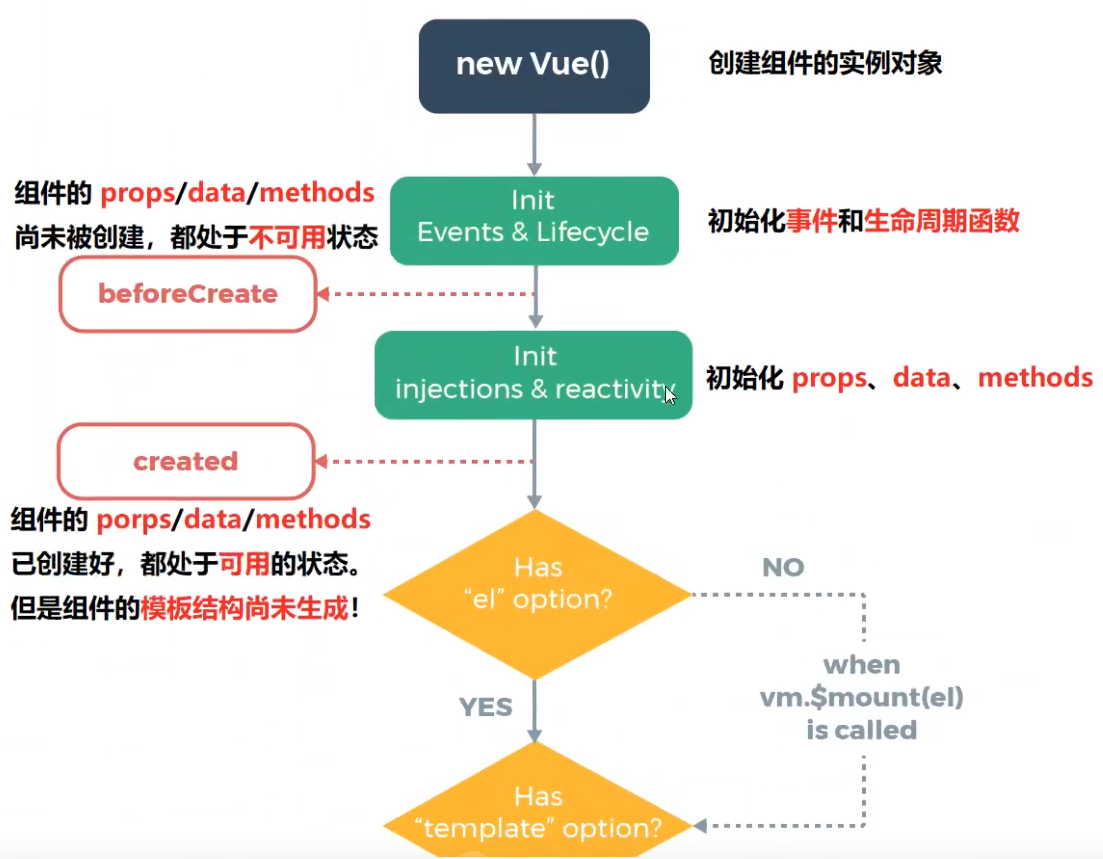 new Vue()
创建组件的实例对象
组件的 props/data/methods
尚未被创建，都处于不可用状态
Init
Events & Lifecycle
初始化事件和生命周期函数
beforeCreate
Init
injections & reactivity
初始化 props、data、methods
created
组件的 porps/data/methods
已创建好，都处于可用的状态。
但是组件的模板结构尚未生成！
Has
“el” option?
NO
when
vm.$mount(el)
is called
YES
Has
“template” option?